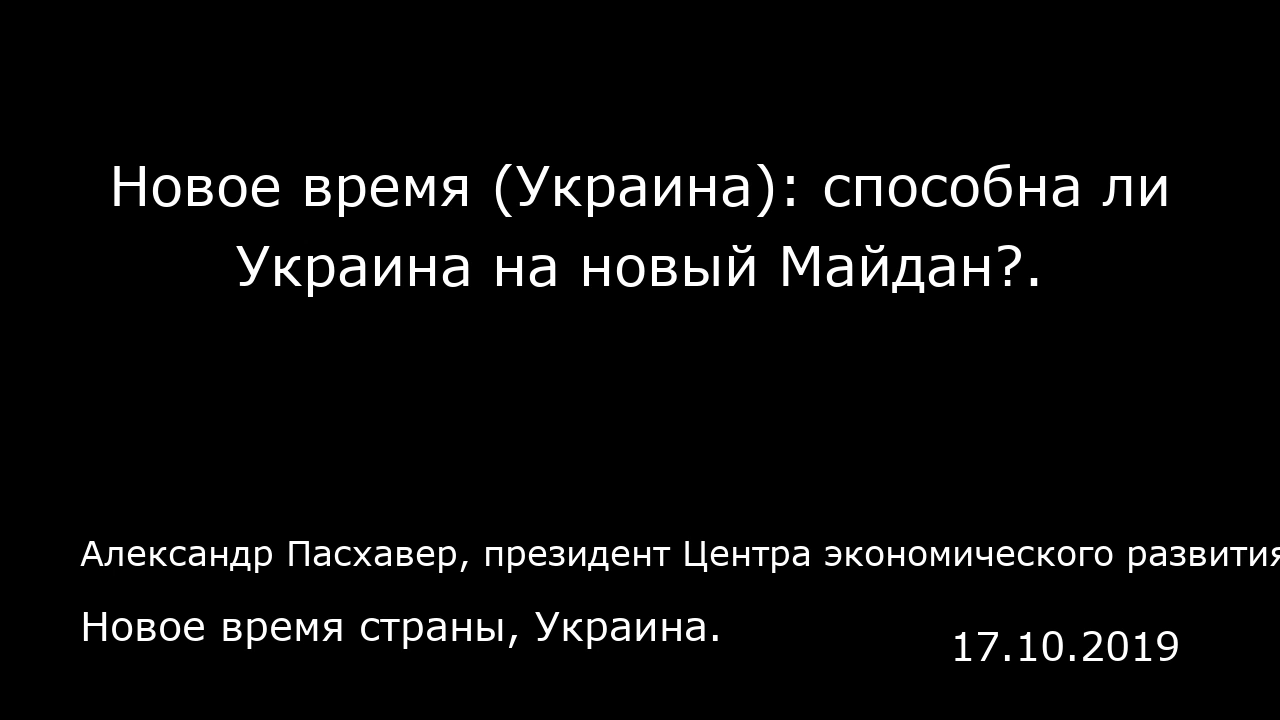 Новое время (Украина): способна ли
Украина на новый Майдан?.
Александр Пасхавер, президент Центра экономического развития
Новое время страны, Украина.
17.10.2019